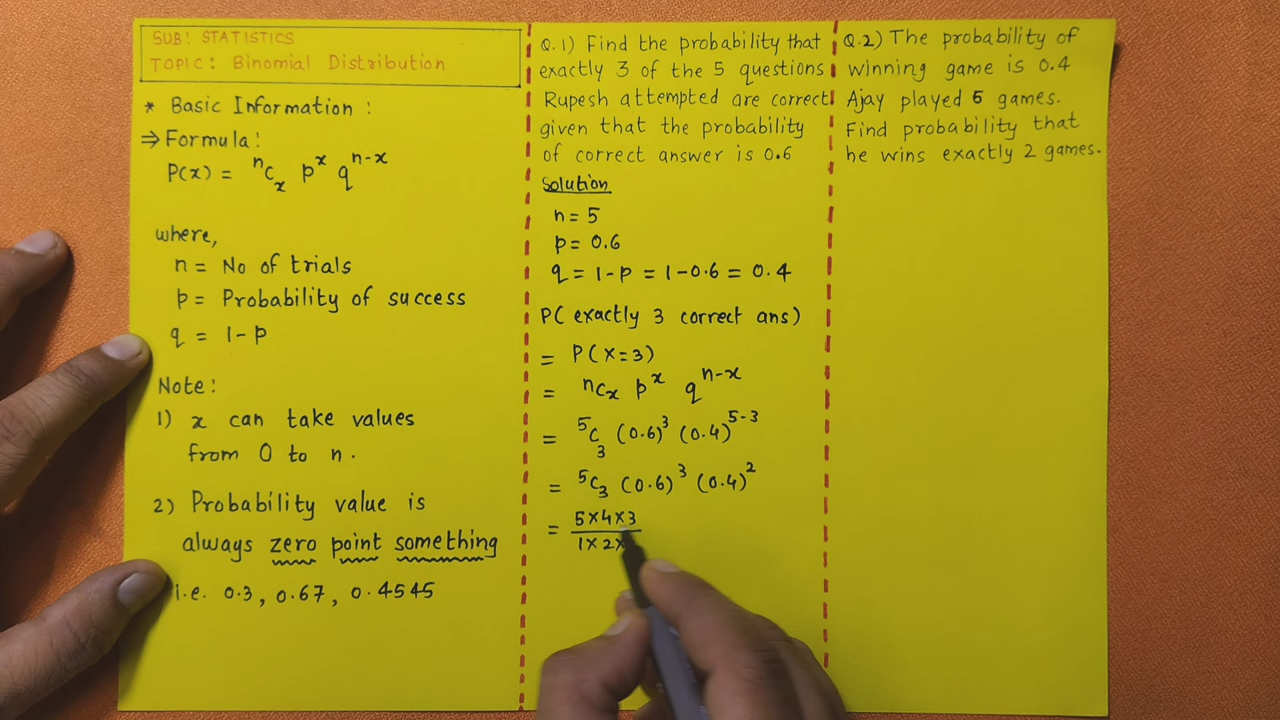 SUB: STATISTICS
TOPIC: Binomial Distribution
* Basic Information:
⇒ Formula:
P(x) = ⁿCₓ pˣ qⁿ⁻ˣ
where,
n = No of trials
p = Probability of success
q = 1-p
Note:
1) x can take values
from 0 to n.
2) Probability value is
always zero point something
i.e. 0.3, 0.67, 0.4545
Q.1) Find the probability that
exactly 3 of the 5 questions
Rupesh attempted are correct
given that the probability
of correct answer is 0.6
Solution
n = 5
p = 0.6
q = 1-p = 1-0.6 = 0.4
P( exactly 3 correct ans)
= P(X=3)
= ⁿCₓ pˣ qⁿ⁻ˣ
= ⁵C₃ (0.6)³ (0.4)⁵⁻³
= ⁵C₃ (0.6)³ (0.4)²
= 5×4×3
1×2×
Q.2) The probability of
winning game is 0.4
Ajay played 5 games.
Find probability that
he wins exactly 2 games.